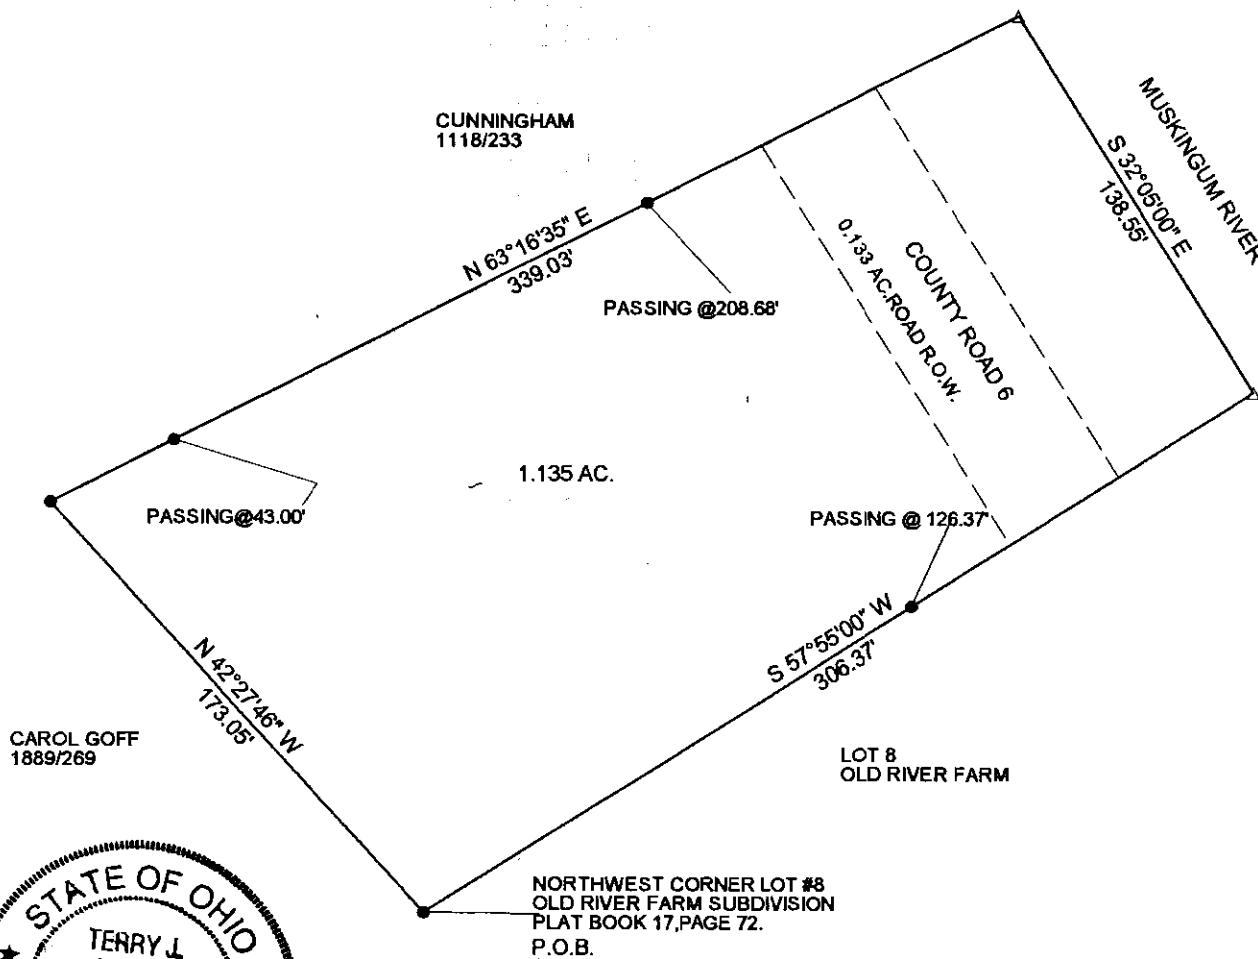 CUNNINGHAM
1118/233
MUSKINGUM RIVER
S 32°05'00" E
138.55'
N 63°16'35" E
339.03'
PASSING @208.68'
COUNTY ROAD 6
0.133 AC.ROAD R.O.W.
1.135 AC.
PASSING@43.00'
PASSING @ 126.37'
S 57°55'00" W
306.37'
N 42°27'46" W
173.05'
CAROL GOFF
1889/269
LOT 8
OLD RIVER FARM
NORTHWEST CORNER LOT #8
OLD RIVER FARM SUBDIVISION
PLAT BOOK 17,PAGE 72.
P.O.B.
STATE OF OHIO
TERRY J.